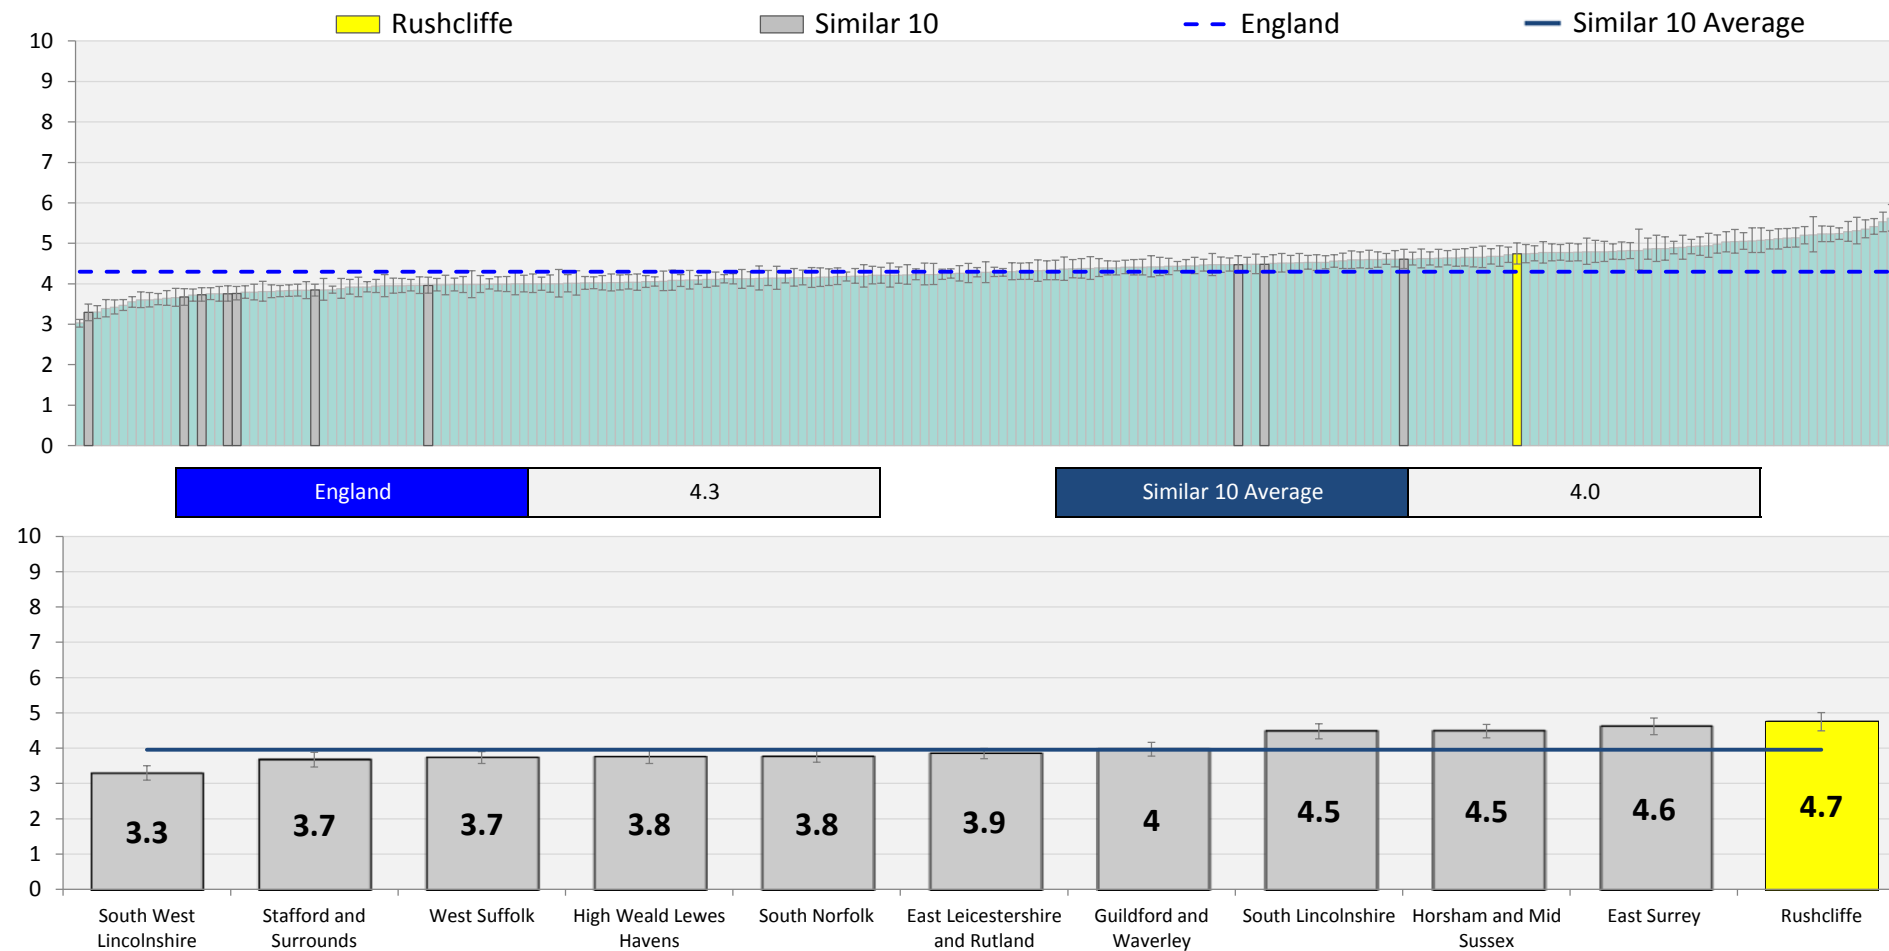 Rushcliffe Similar 10 England Similar 10 Average
10
9
8
7
6
5
4
3
2
1
0
England 4.3 Similar 10 Average 4.0
10
9
8
7
6
5
4
3
2
1
0
3.3 3.7 3.7 3.8 3.8 3.9 4 4.5 4.5 4.6 4.7
South West Lincolnshire
Stafford and Surrounds
West Suffolk
High Weald Lewes Havens
South Norfolk
East Leicestershire and Rutland
Guildford and Waverley
South Lincolnshire
Horsham and Mid Sussex
East Surrey
Rushcliffe